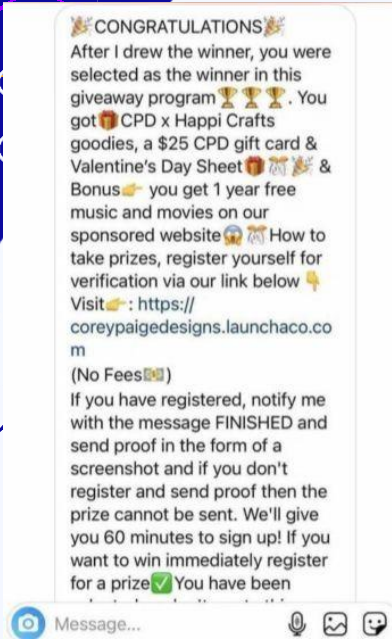 🎉CONGRATULATIONS🎉
After I drew the winner, you were
selected as the winner in this
giveaway program🏆🏆🏆. You
got🎁CPD x Happi Crafts
goodies, a $25 CPD gift card &
Valentine's Day Sheet🎁🎊🎉 &
Bonus👉 you get 1 year free
music and movies on our
sponsored website😱🎊How to
take prizes, register yourself for
verification via our link below👇
Visit👉: https://
coreypaigedesigns.launchaco.co
m
(No Fees💵)
If you have registered, notify me
with the message FINISHED and
send proof in the form of a
screenshot and if you don't
register and send proof then the
prize cannot be sent. We'll give
you 60 minutes to sign up! If you
want to win immediately register
for a prize✅You have been
Message...